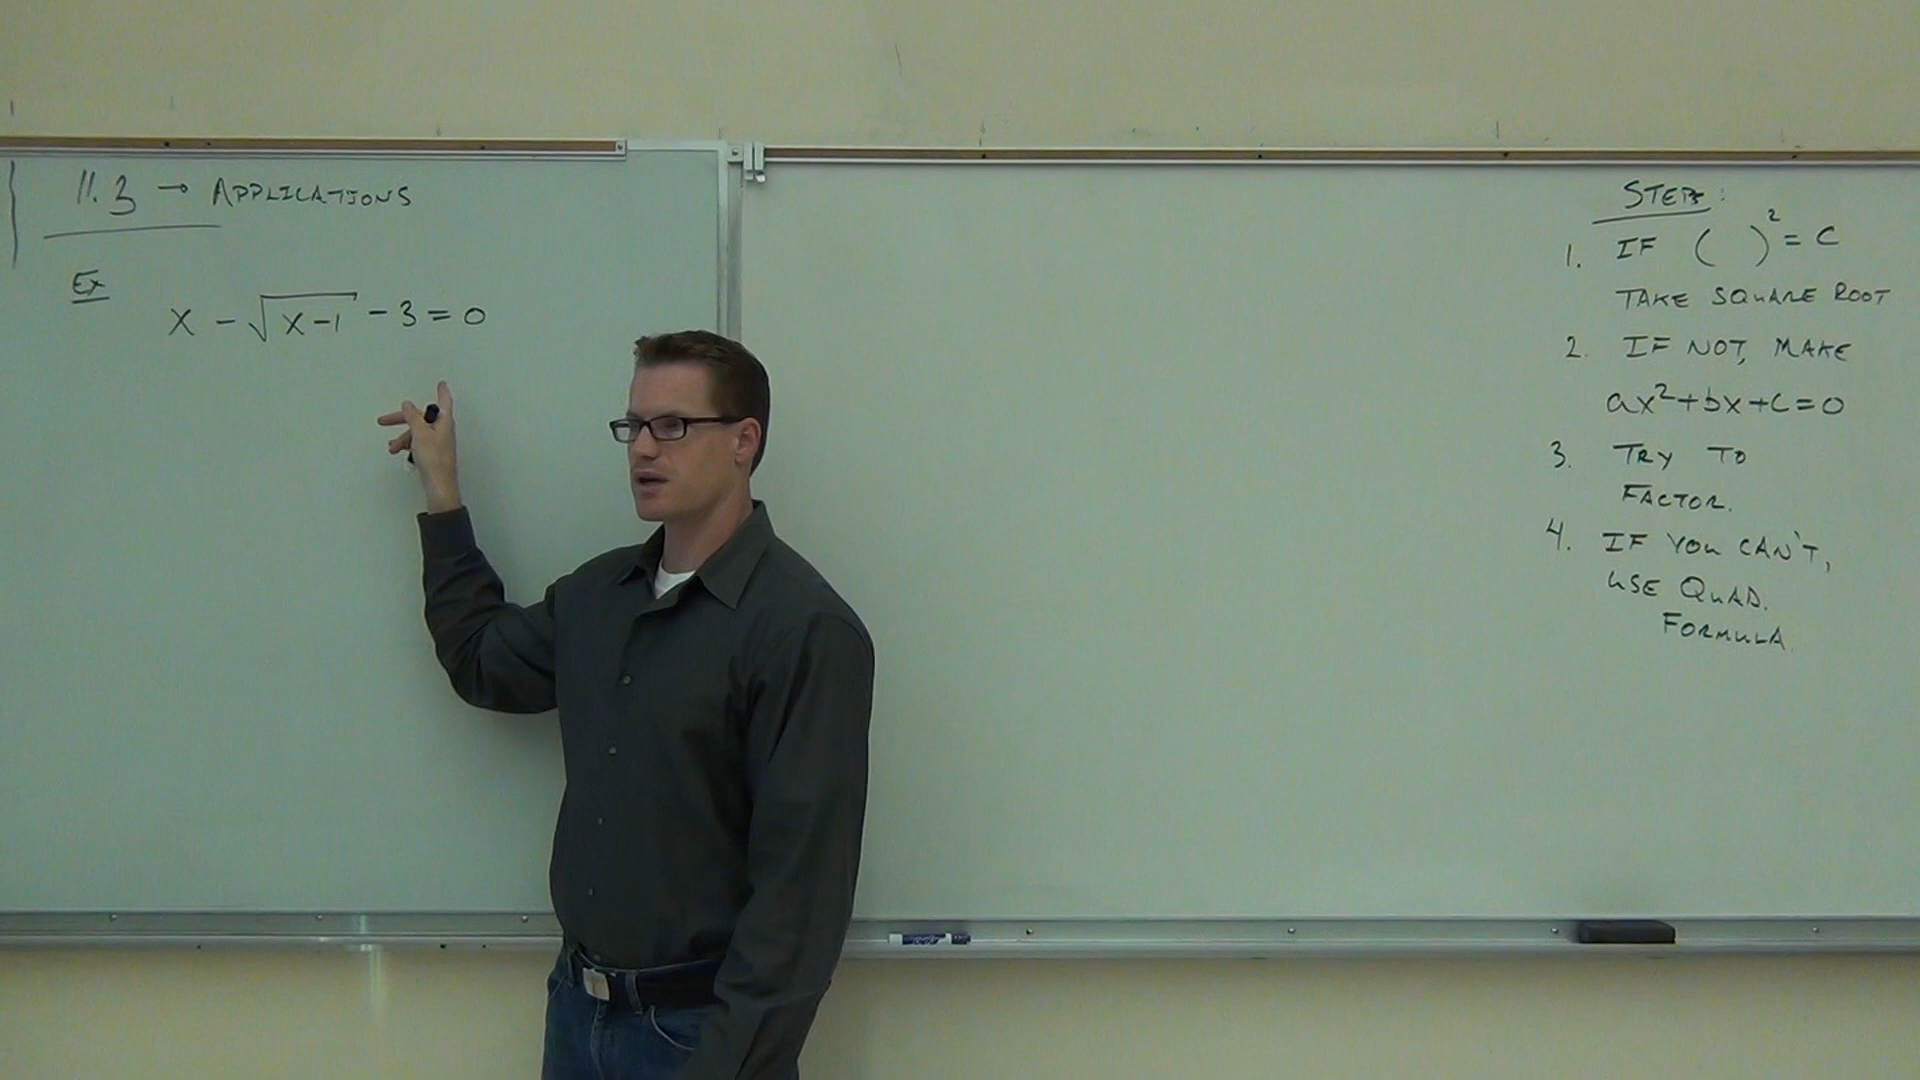 11.3 → APPLICATIONS
Ex
x - √(x-1) - 3 = 0
STEPS:
1. IF ( )² = C
TAKE SQUARE ROOT
2. IF NOT, MAKE
ax²+bx+c=0
3. TRY TO
FACTOR.
4. IF YOU CAN'T,
USE QUAD.
FORMULA.